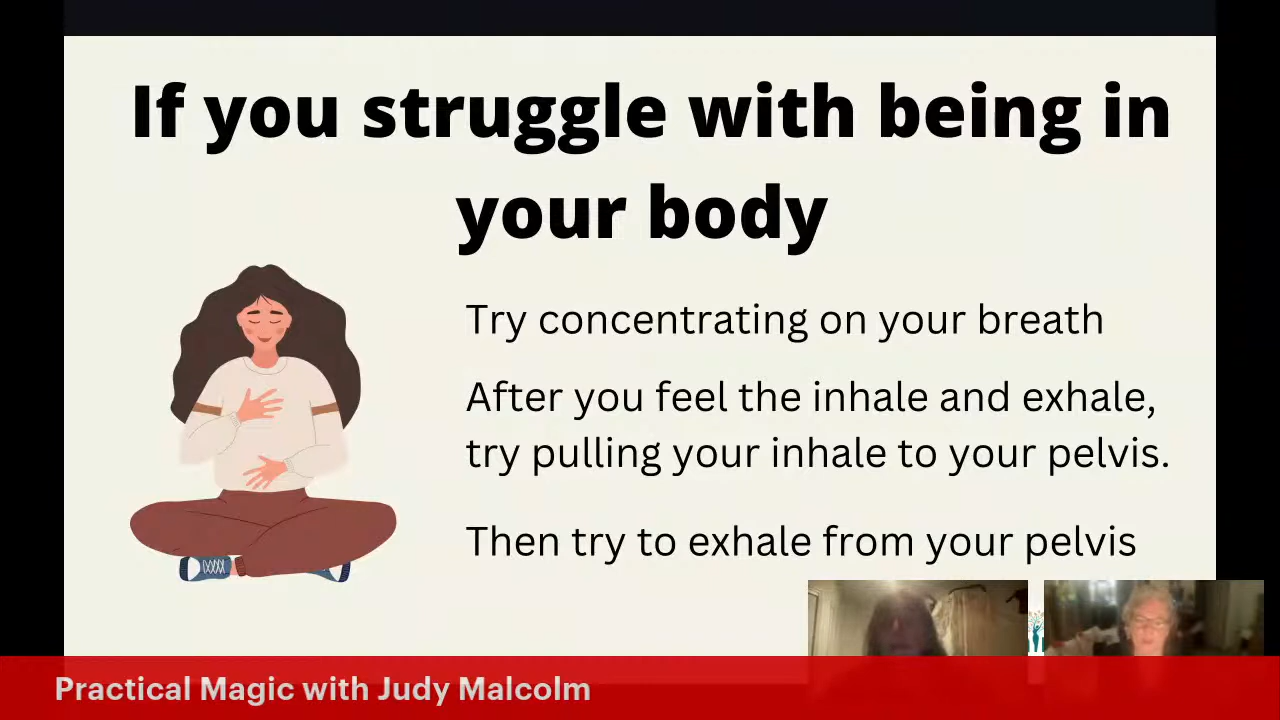 If you struggle with being in
your body
Try concentrating on your breath
After you feel the inhale and exhale,
try pulling your inhale to your pelvis.
Then try to exhale from your pelvis
Practical Magic with Judy Malcolm